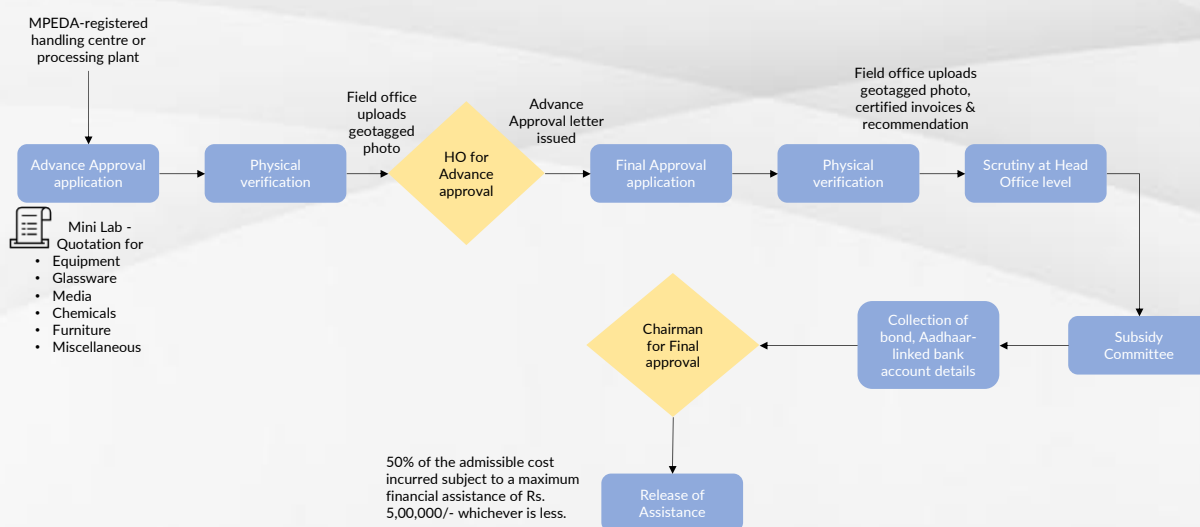 MPEDA-registered
handling centre or
processing plant
Advance Approval
application
Physical
verification
Field office
uploads
geotagged
photo
HO for
Advance
approval
Advance
Approval letter
issued
Final Approval
application
Physical
verification
Field office uploads
geotagged photo,
certified invoices &
recommendation
Scrutiny at Head
Office level
Mini Lab -
Quotation for
• Equipment
• Glassware
• Media
• Chemicals
• Furniture
• Miscellaneous
Subsidy
Committee
Collection of
bond, Aadhaar-
linked bank
account details
Chairman
for Final
approval
50% of the admissible cost
incurred subject to a maximum
financial assistance of Rs.
5,00,000/- whichever is less.
Release of
Assistance